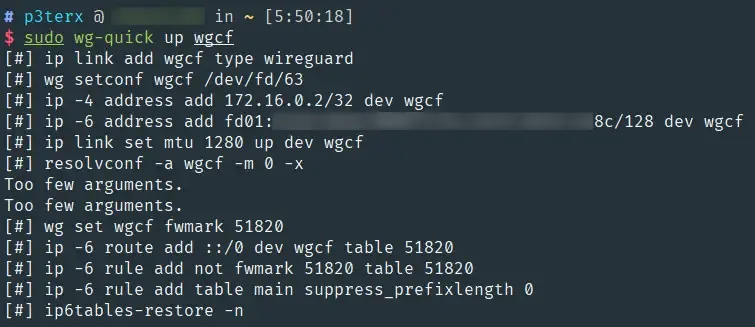 # p3terx @ in ~ [5:50:18]
$ sudo wg-quick up wgcf
[#] ip link add wgcf type wireguard
[#] wg setconf wgcf /dev/fd/63
[#] ip -4 address add 172.16.0.2/32 dev wgcf
[#] ip -6 address add fd01: 8c/128 dev wgcf
[#] ip link set mtu 1280 up dev wgcf
[#] resolvconf -a wgcf -m 0 -x
Too few arguments.
Too few arguments.
[#] wg set wgcf fwmark 51820
[#] ip -6 route add ::/0 dev wgcf table 51820
[#] ip -6 rule add not fwmark 51820 table 51820
[#] ip -6 rule add table main suppress_prefixlength 0
[#] ip6tables-restore -n